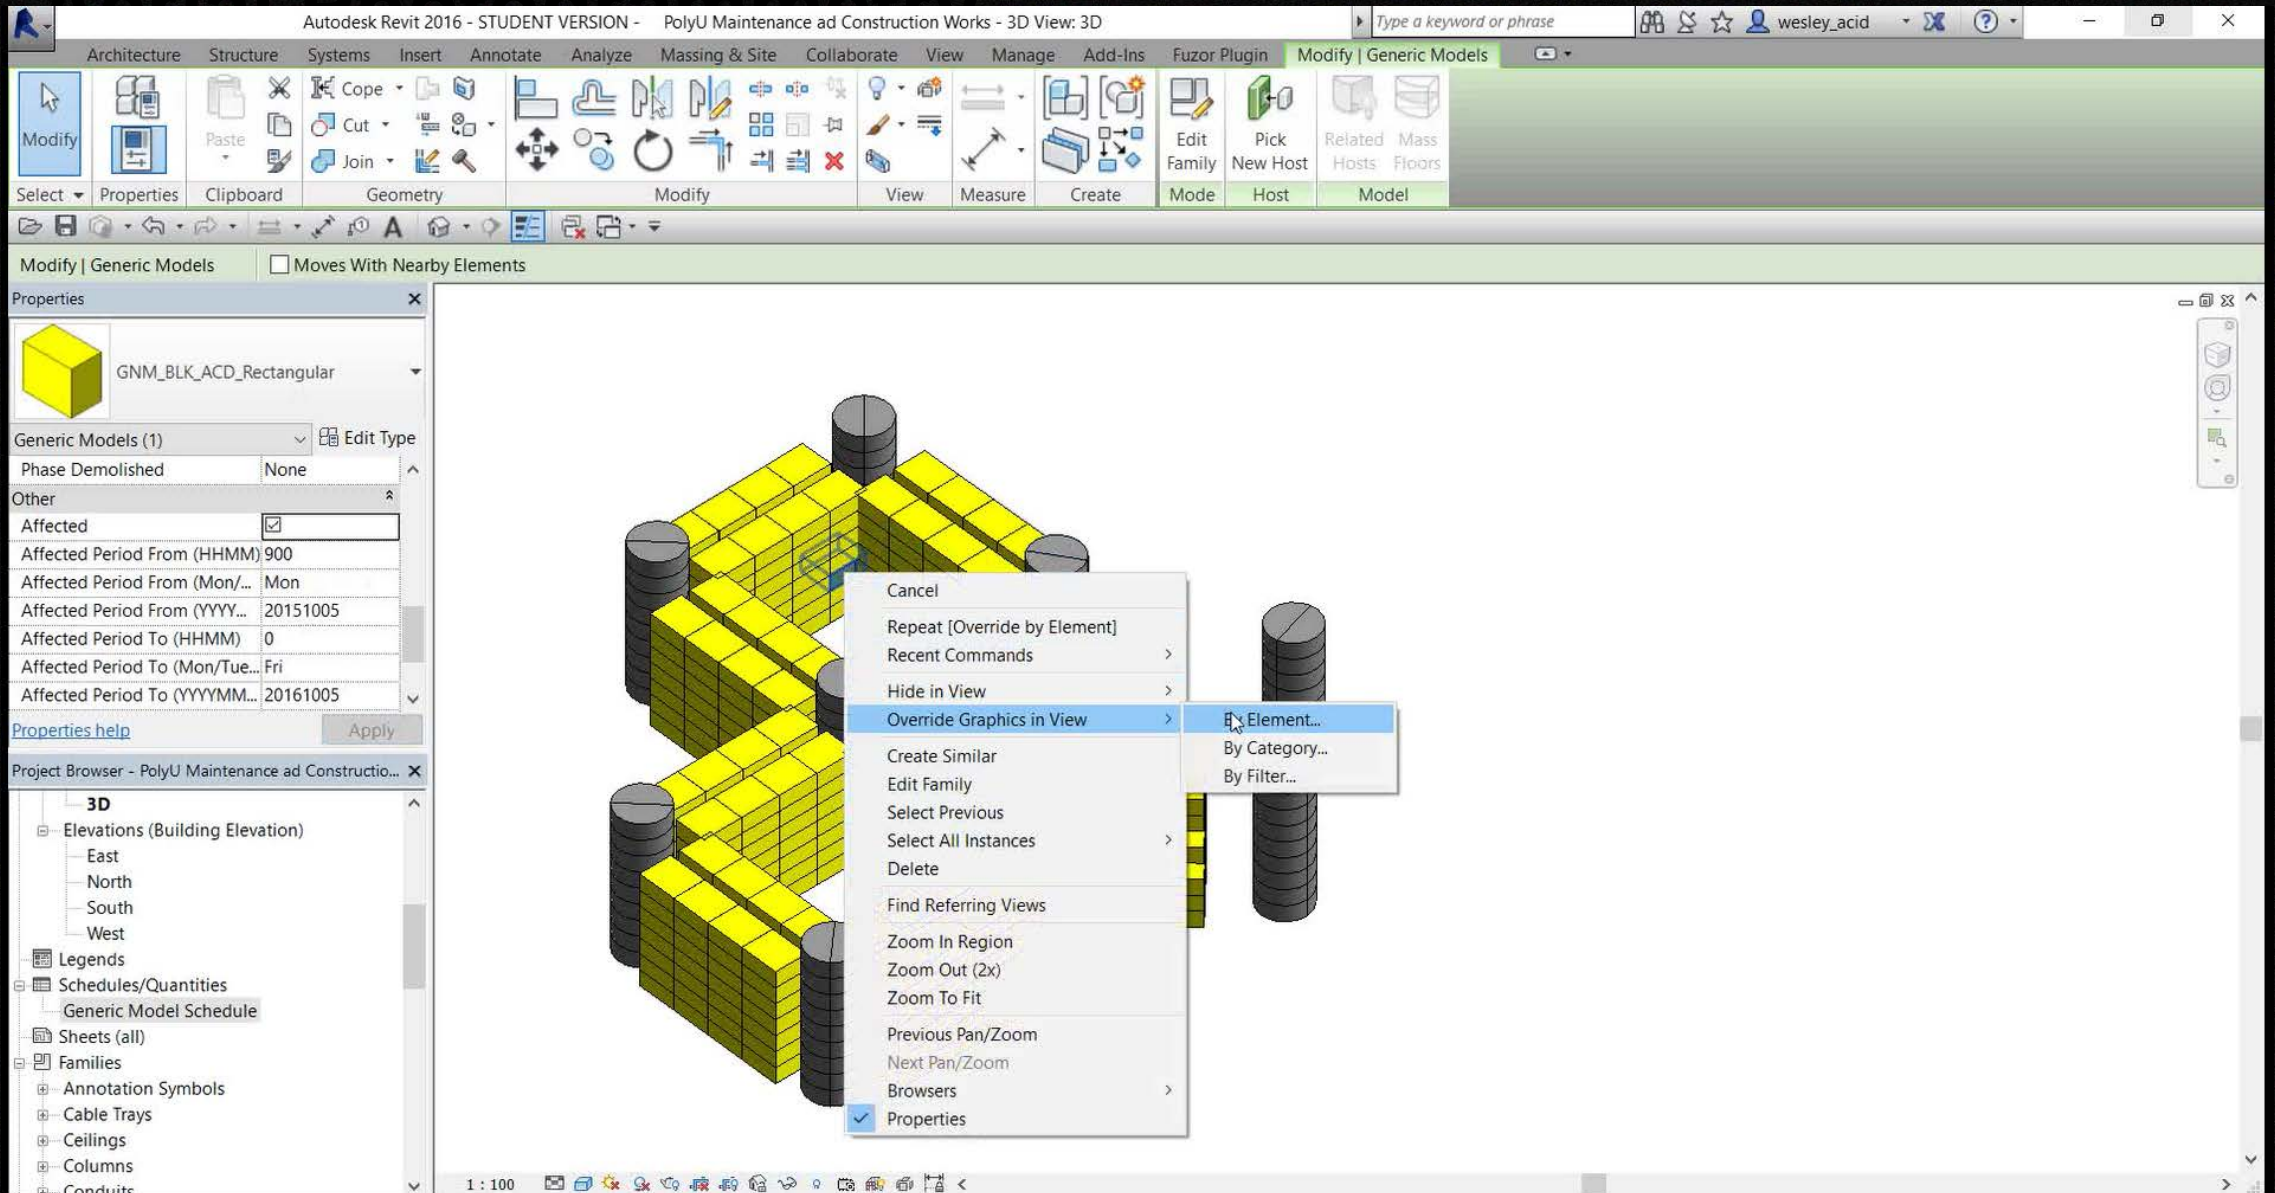 Autodesk Revit 2016 - STUDENT VERSION - PolyU Maintenance ad Construction Works - 3D View: 3D
Type a keyword or phrase
wesley_acid
Architecture Structure Systems Insert Annotate Analyze Massing & Site Collaborate View Manage Add-Ins Fuzor Plugin Modify | Generic Models
Modify
Paste
Cope
Cut
Join
Edit Family
Pick New Host
Related Hosts
Mass Floors
Select Properties Clipboard Geometry Modify View Measure Create Mode Host Model
Modify | Generic Models
Moves With Nearby Elements
Properties
GNM_BLK_ACD_Rectangular
Generic Models (1)
Edit Type
Phase Demolished None
Other
Affected
Affected Period From (HHMM) 900
Affected Period From (Mon/... Mon
Affected Period From (YYYY... 20151005
Affected Period To (HHMM) 0
Affected Period To (Mon/Tue... Fri
Affected Period To (YYYYMM... 20161005
Properties help
Apply
Project Browser - PolyU Maintenance ad Constructio...
3D
Elevations (Building Elevation)
East
North
South
West
Legends
Schedules/Quantities
Generic Model Schedule
Sheets (all)
Families
Annotation Symbols
Cable Trays
Ceilings
Columns
Conduits
Cancel
Repeat [Override by Element]
Recent Commands
Hide in View
Override Graphics in View
Create Similar
Edit Family
Select Previous
Select All Instances
Delete
Find Referring Views
Zoom In Region
Zoom Out (2x)
Zoom To Fit
Previous Pan/Zoom
Next Pan/Zoom
Browsers
Properties
By Element...
By Category...
By Filter...
1 : 100